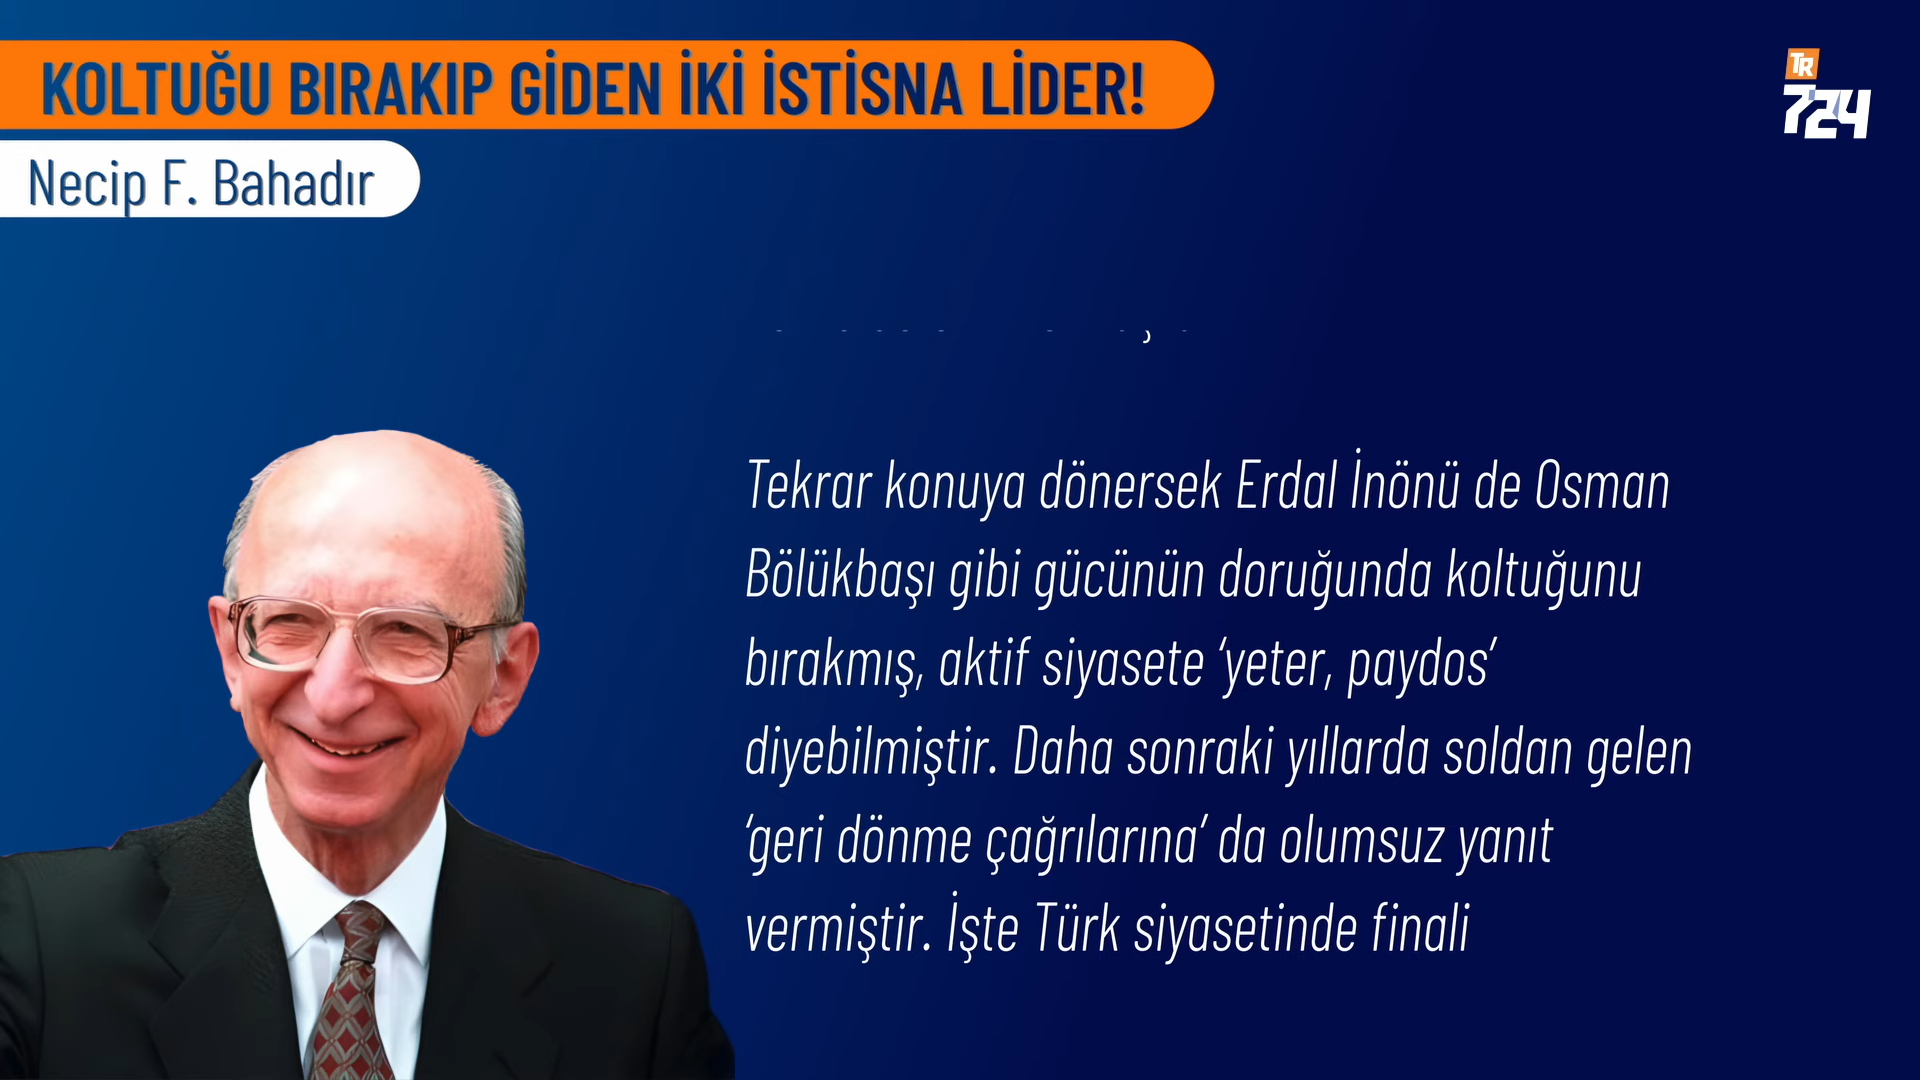 KOLTUĞU BIRAKIP GİDEN İKİ İSTİSNA LİDER!
Necip F. Bahadır
TR
724
Tekrar konuya dönersek Erdal İnönü de Osman
Bölükbaşı gibi gücünün doruğunda koltuğunu
bırakmış, aktif siyasete ‘yeter, paydos’
diyebilmiştir. Daha sonraki yıllarda soldan gelen
‘geri dönme çağrılarına’ da olumsuz yanıt
vermiştir. İşte Türk siyasetinde finali